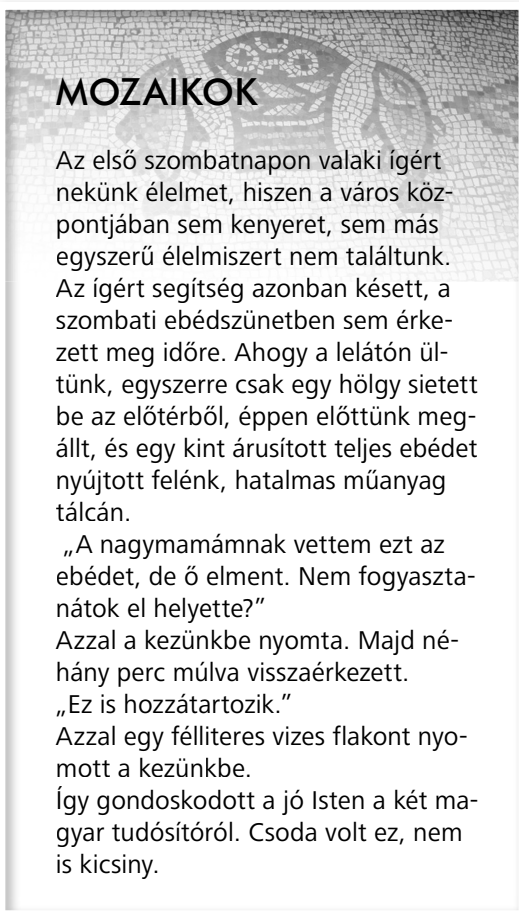 MOZAIKOK
Az első szombatnapon valaki ígért
nekünk élelmet, hiszen a város köz-
pontjában sem kenyeret, sem más
egyszerű élelmiszert nem találtunk.
Az ígért segítség azonban késett, a
szombati ebédszünetben sem érke-
zett meg időre. Ahogy a lelátón ül-
tünk, egyszerre csak egy hölgy sietett
be az előtérből, éppen előttünk meg-
állt, és egy kint árusított teljes ebédet
nyújtott felénk, hatalmas műanyag
tálcán.
„A nagymamámnak vettem ezt az
ebédet, de ő elment. Nem fogyaszta-
nátok el helyette?”
Azzal a kezünkbe nyomta. Majd né-
hány perc múlva visszaérkezett.
„Ez is hozzátartozik.”
Azzal egy félliteres vizes flakont nyo-
mott a kezünkbe.
Így gondoskodott a jó Isten a két ma-
gyar tudósítóról. Csoda volt ez, nem
is kicsiny.